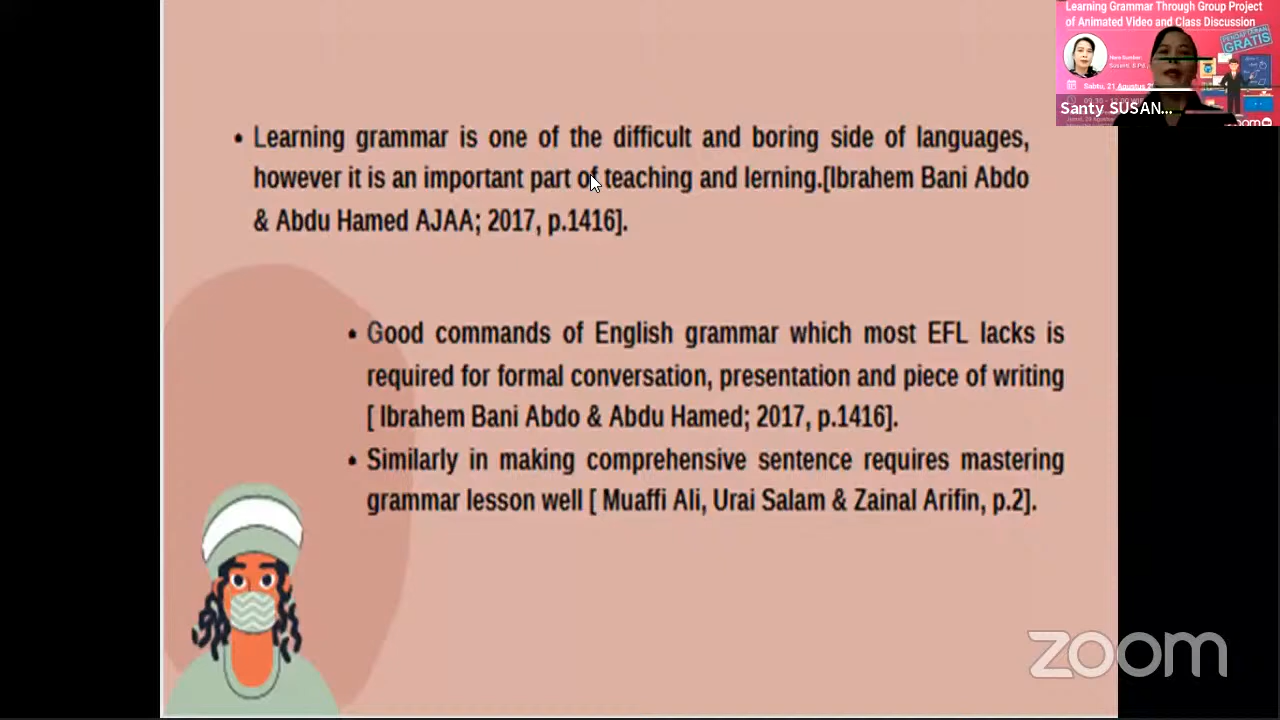 • Learning grammar is one of the difficult and boring side of languages,
however it is an important part of teaching and lerning.[Ibrahem Bani Abdo
& Abdu Hamed AJAA; 2017, p.1416].
• Good commands of English grammar which most EFL lacks is
required for formal conversation, presentation and piece of writing
[ Ibrahem Bani Abdo & Abdu Hamed; 2017, p.1416].
• Similarly in making comprehensive sentence requires mastering
grammar lesson well [ Muaffi Ali, Urai Salam & Zainal Arifin, p.2].
Learning Grammar Through Group Project
of Animated Video and Class Discussion
PENDAFTARAN
GRATIS
Sabtu, 21 Agustus
Santy SUSAN...
zoom